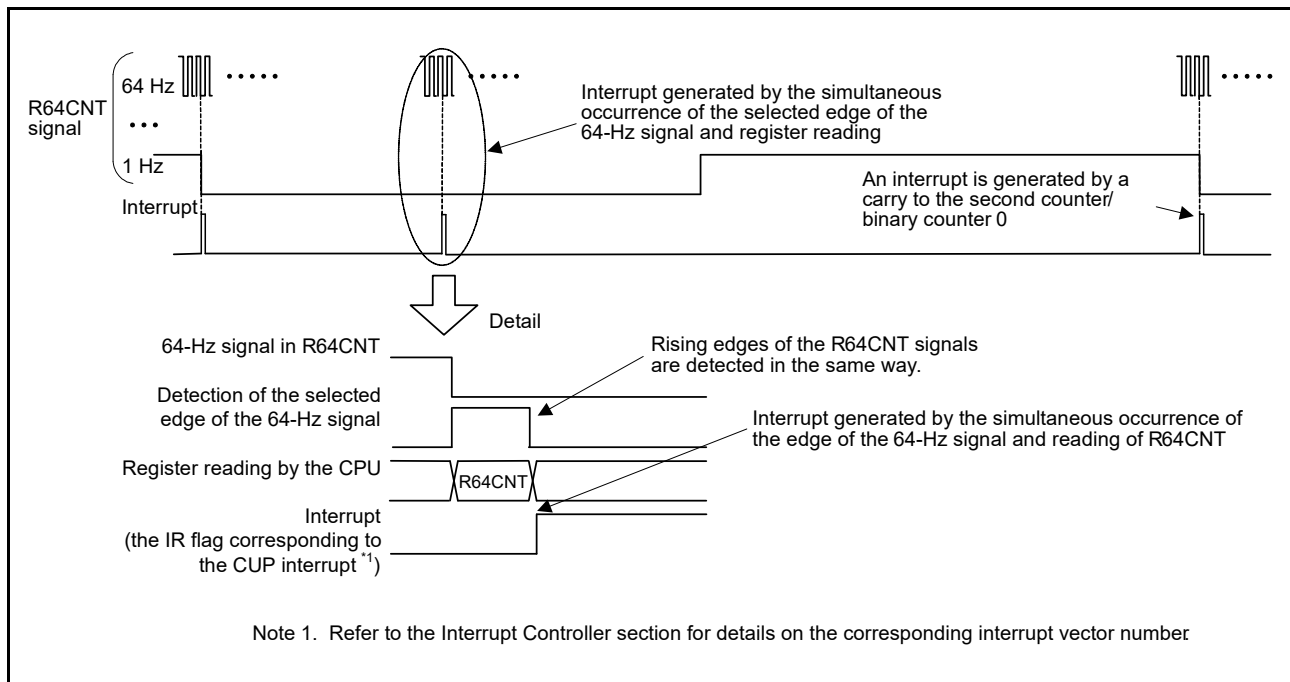 64 Hz
R64CNT
signal
1 Hz
Interrupt
Interrupt generated by the simultaneous
occurrence of the selected edge of the
64-Hz signal and register reading
An interrupt is generated by a
carry to the second counter/
binary counter 0
Detail
64-Hz signal in R64CNT
Rising edges of the R64CNT signals
are detected in the same way.
Detection of the selected
edge of the 64-Hz signal
Interrupt generated by the simultaneous occurrence of
the edge of the 64-Hz signal and reading of R64CNT
Register reading by the CPU
R64CNT
Interrupt
(the IR flag corresponding to
the CUP interrupt *1)
Note 1. Refer to the Interrupt Controller section for details on the corresponding interrupt vector number.